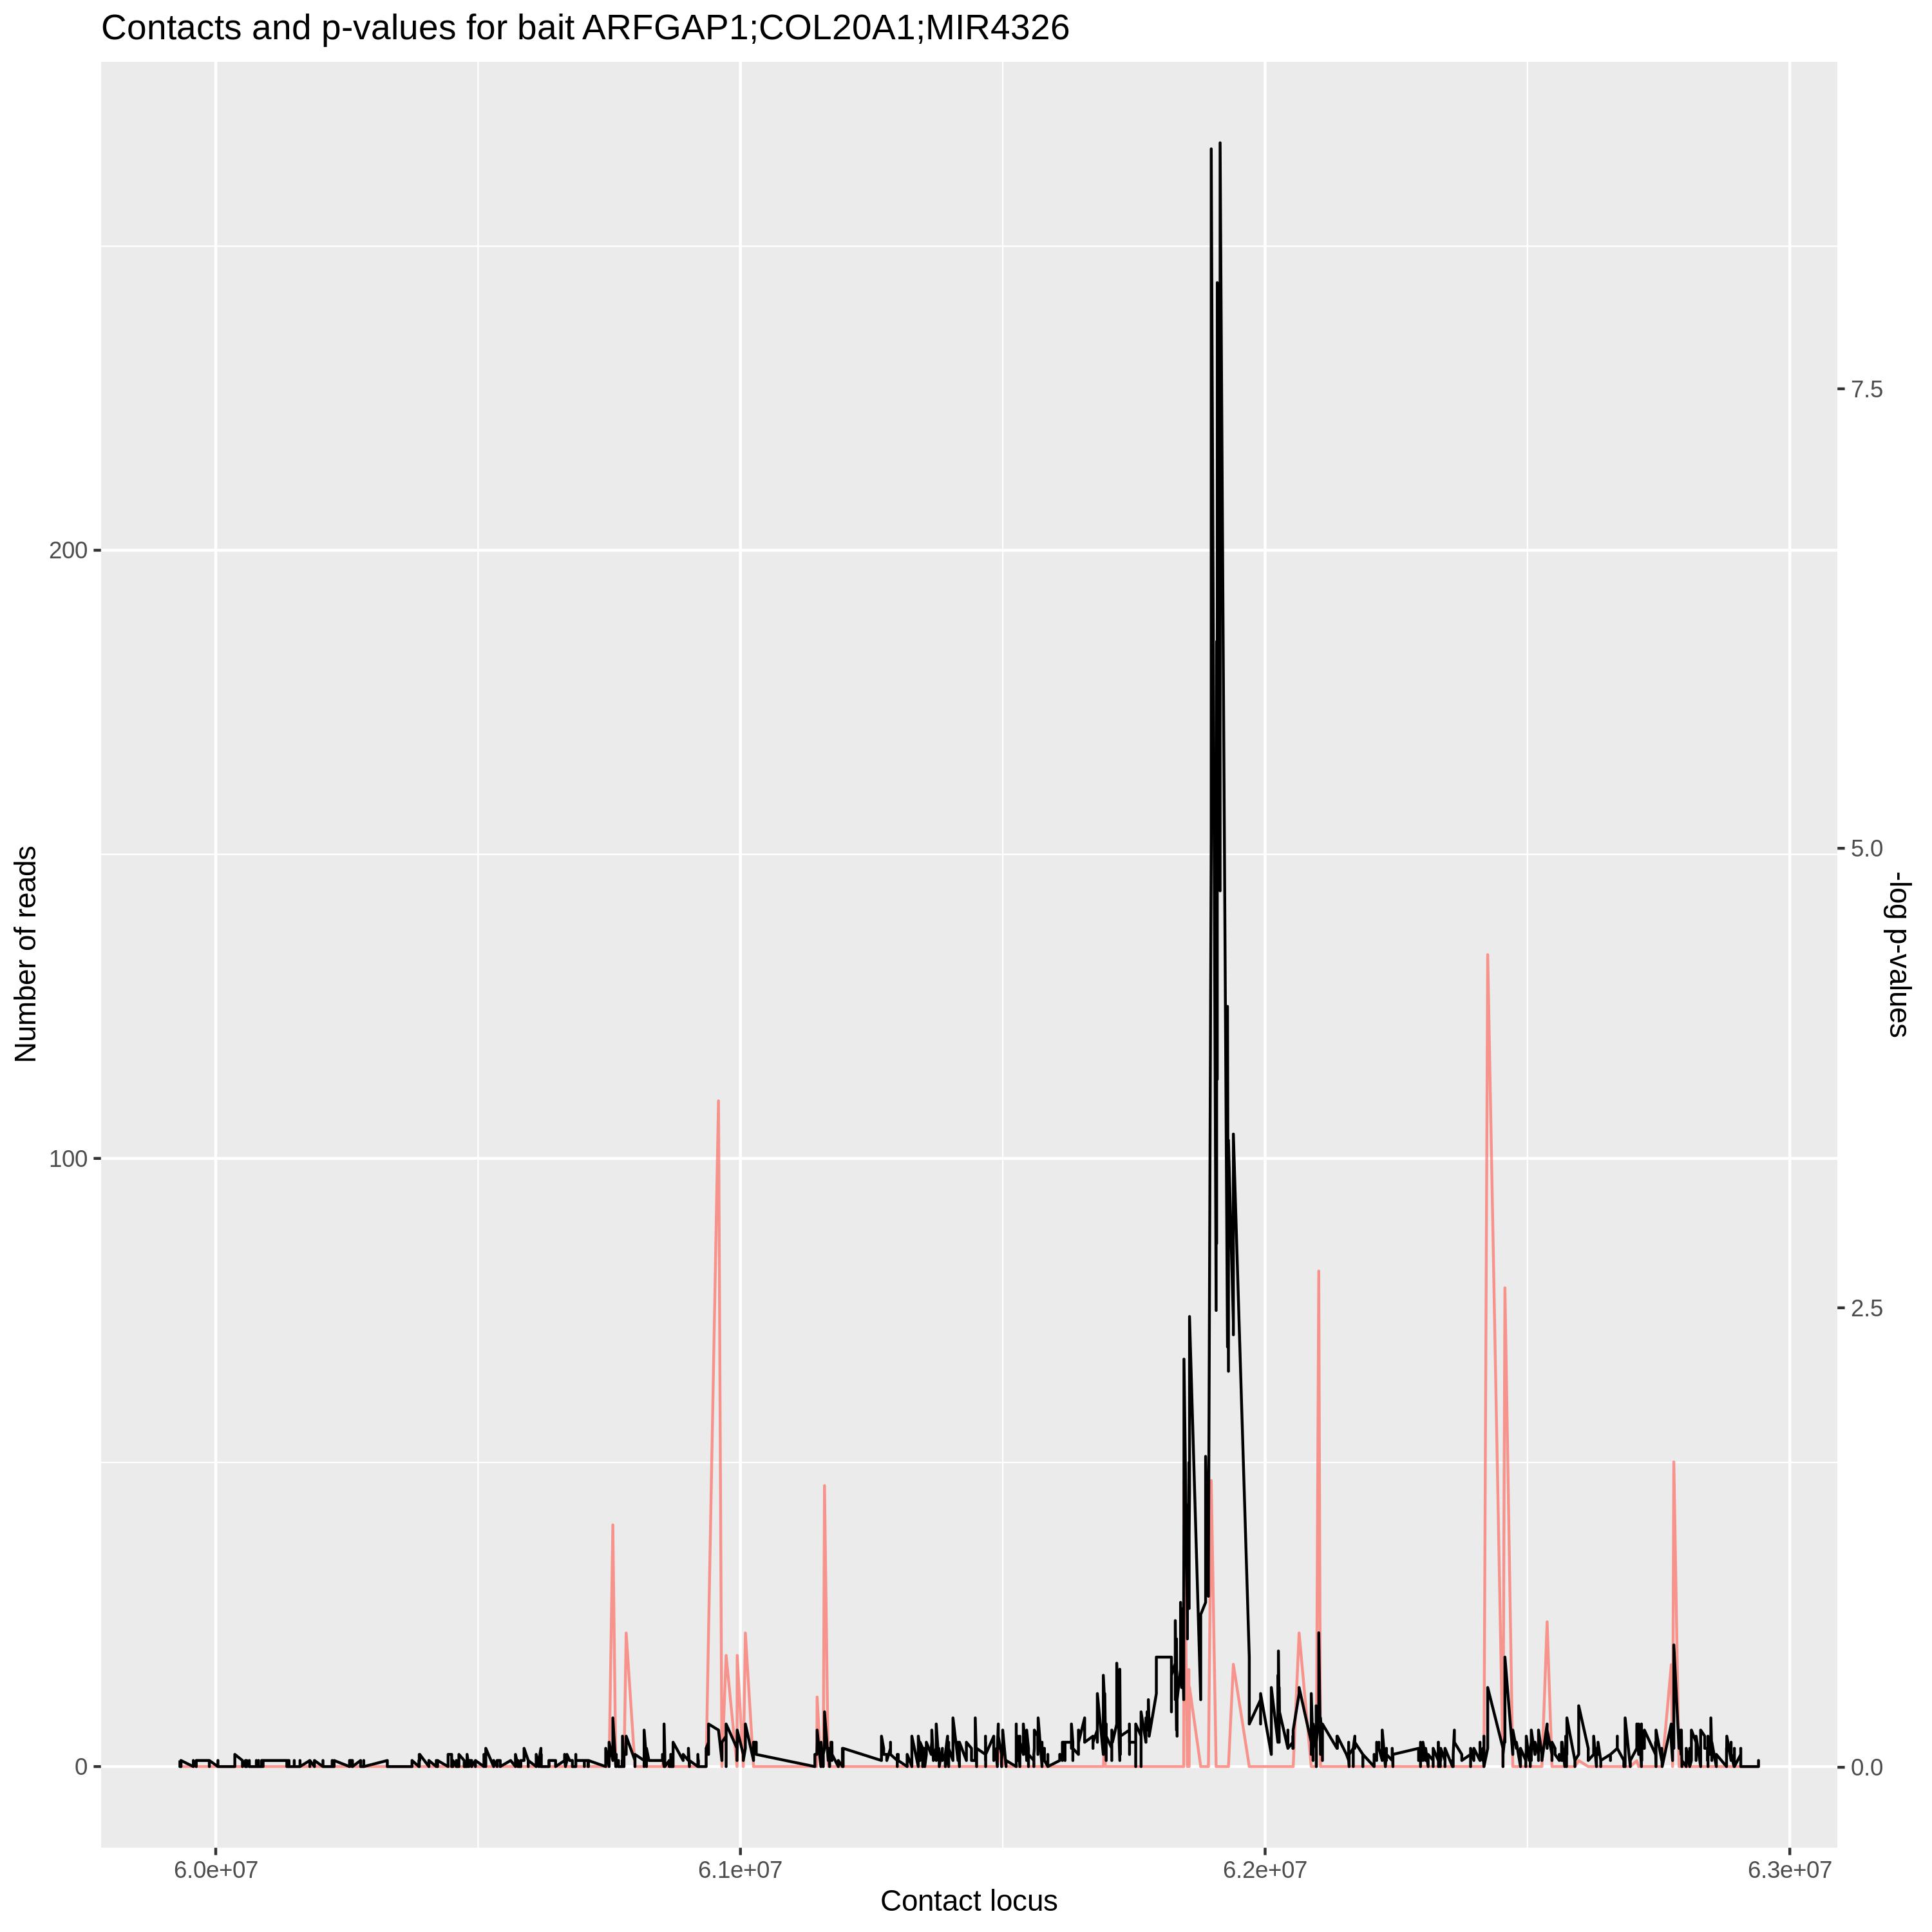 Contacts and p-values for bait ARFGAP1;COL20A1;MIR4326
Number of reads
200
100
0
7.5
5.0
2.5
0.0
-log p-values
6.0e+07
6.1e+07
6.2e+07
6.3e+07
Contact locus